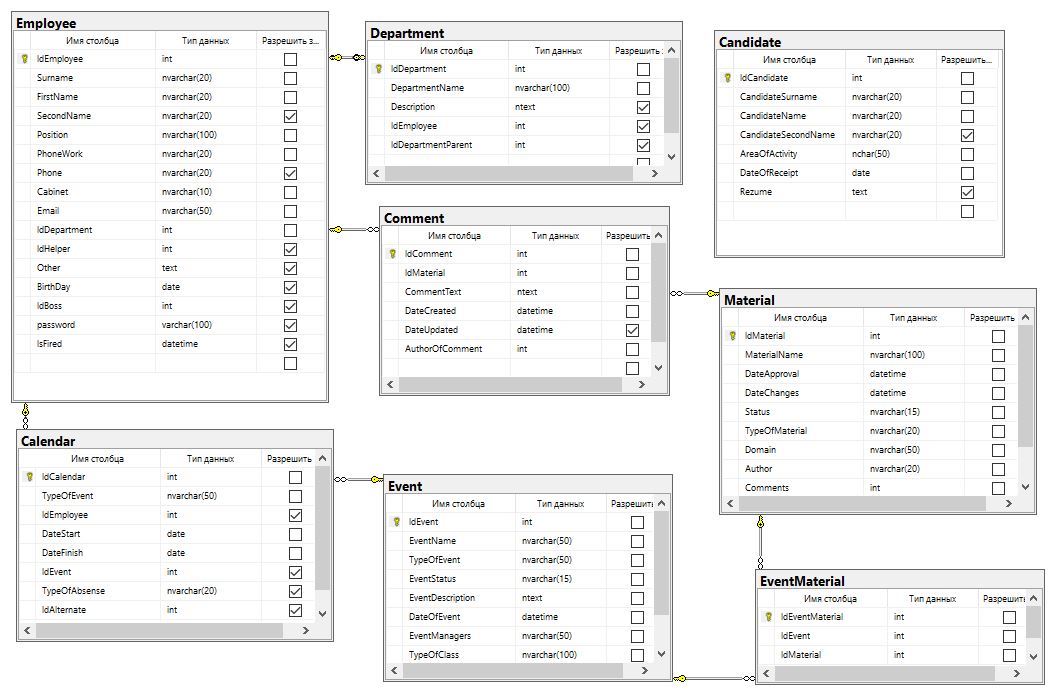 Employee
Имя столбца Тип данных Разрешить з...
IdEmployee int
Surname nvarchar(20)
FirstName nvarchar(20)
SecondName nvarchar(20)
Position nvarchar(100)
PhoneWork nvarchar(20)
Phone nvarchar(20)
Cabinet nvarchar(10)
Email nvarchar(50)
IdDepartment int
IdHelper int
Other text
BirthDay date
IdBoss int
password varchar(100)
IsFired datetime
Department
Имя столбца Тип данных Разрешить
IdDepartment int
DepartmentName nvarchar(100)
Description ntext
IdEmployee int
IdDepartmentParent int
Candidate
Имя столбца Тип данных Разрешить...
IdCandidate int
CandidateSurname nvarchar(20)
CandidateName nvarchar(20)
CandidateSecondName nvarchar(20)
AreaOfActivity nchar(50)
DateOfReceipt date
Rezume text
Comment
Имя столбца Тип данных Разрешить
IdComment int
IdMaterial int
CommentText ntext
DateCreated datetime
DateUpdated datetime
AuthorOfComment int
Material
Имя столбца Тип данных Разрешить
IdMaterial int
MaterialName nvarchar(100)
DateApproval datetime
DateChanges datetime
Status nvarchar(15)
TypeOfMaterial nvarchar(20)
Domain nvarchar(50)
Author nvarchar(20)
Comments int
Calendar
Имя столбца Тип данных Разрешить
IdCalendar int
TypeOfEvent nvarchar(50)
IdEmployee int
DateStart date
DateFinish date
IdEvent int
TypeOfAbsense nvarchar(20)
IdAlternate int
Event
Имя столбца Тип данных Разрешить
IdEvent int
EventName nvarchar(50)
TypeOfEvent nvarchar(50)
EventStatus nvarchar(15)
EventDescription ntext
DateOfEvent datetime
EventManagers nvarchar(50)
TypeOfClass nvarchar(100)
EventMaterial
Имя столбца Тип данных Разрешить
IdEventMaterial int
IdEvent int
IdMaterial int